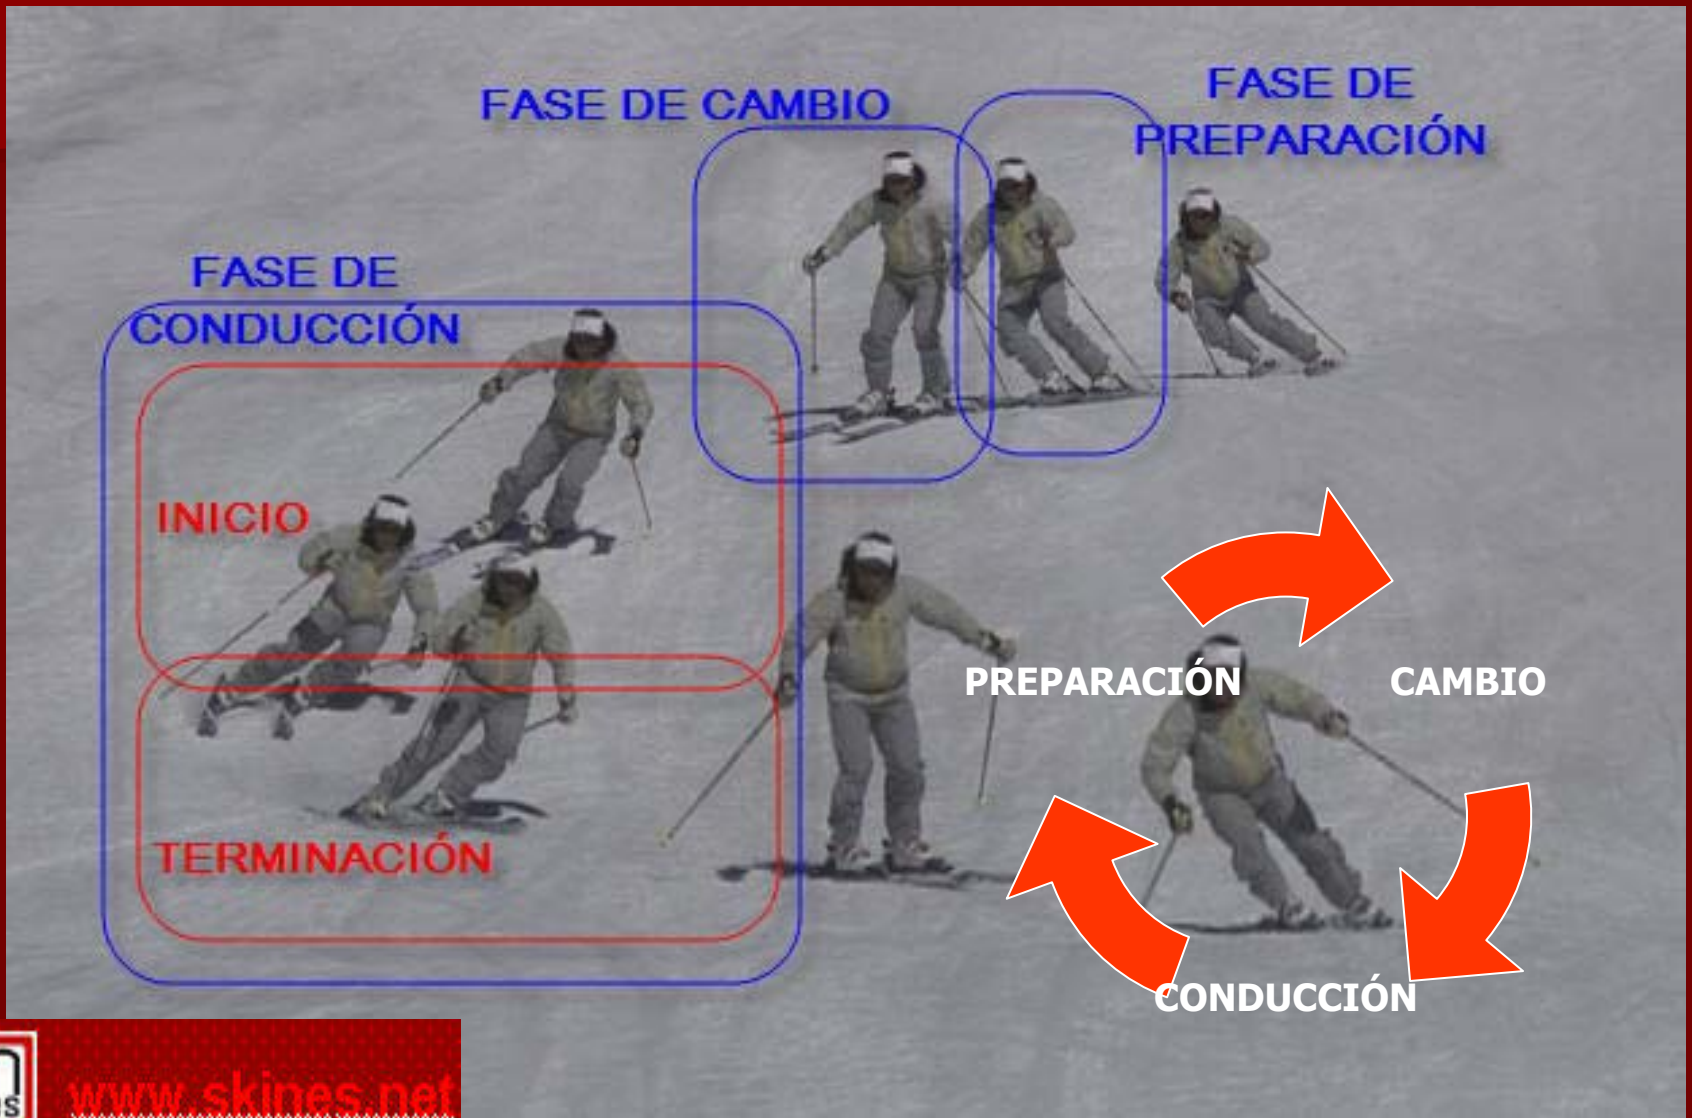 FASE DE CAMBIO
FASE DE
PREPARACIÓN
FASE DE
CONDUCCIÓN
INICIO
TERMINACIÓN
PREPARACIÓN
CAMBIO
CONDUCCIÓN
www.skines.net